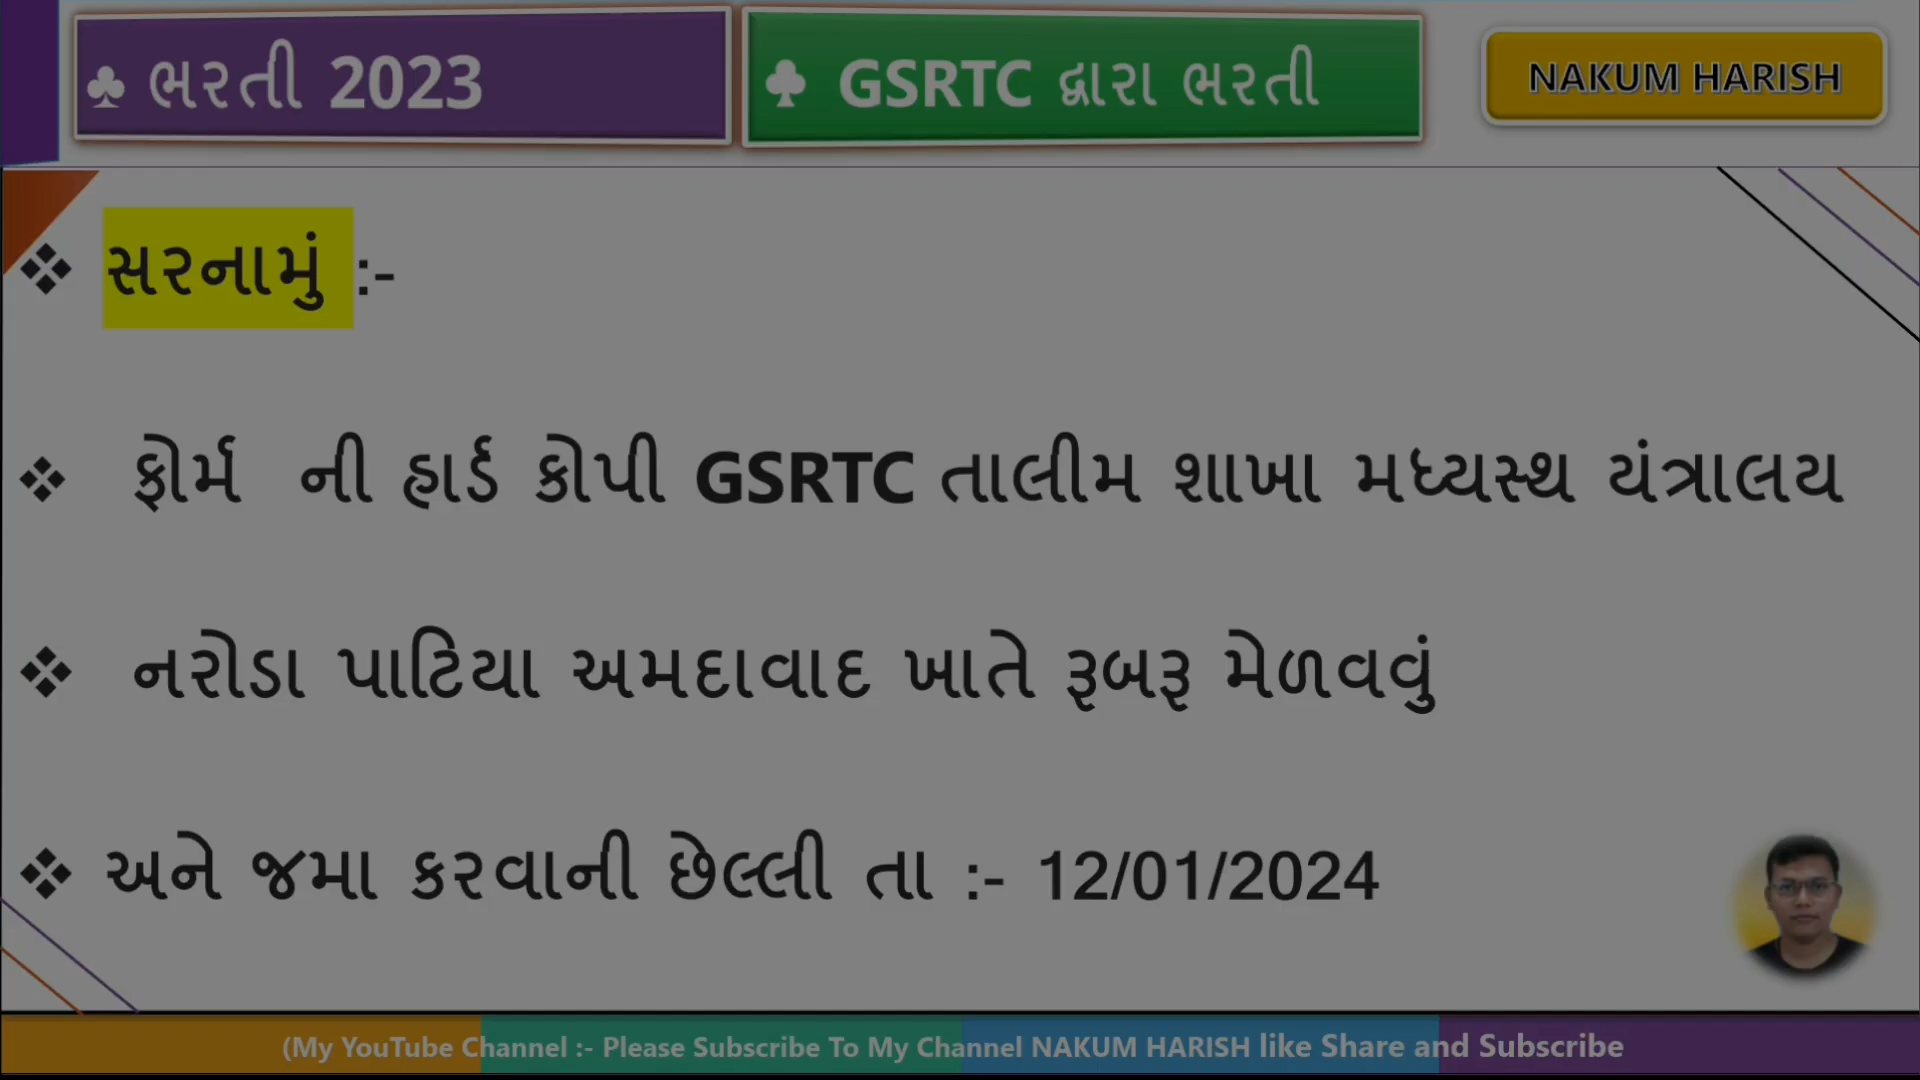 ♣ ભરતી 2023
♣ GSRTC દ્વારા ભરતી
NAKUM HARISH
❖ સરનામું :-
❖ ફોર્મ ની હાર્ડ કોપી GSRTC તાલીમ શાખા મધ્યસ્થ યંત્રાલય
❖ નરોડા પાટિયા અમદાવાદ ખાતે રૂબરૂ મેળવવું
❖ અને જમા કરવાની છેલ્લી તા :- 12/01/2024
(My YouTube Channel :- Please Subscribe To My Channel NAKUM HARISH like Share and Subscribe